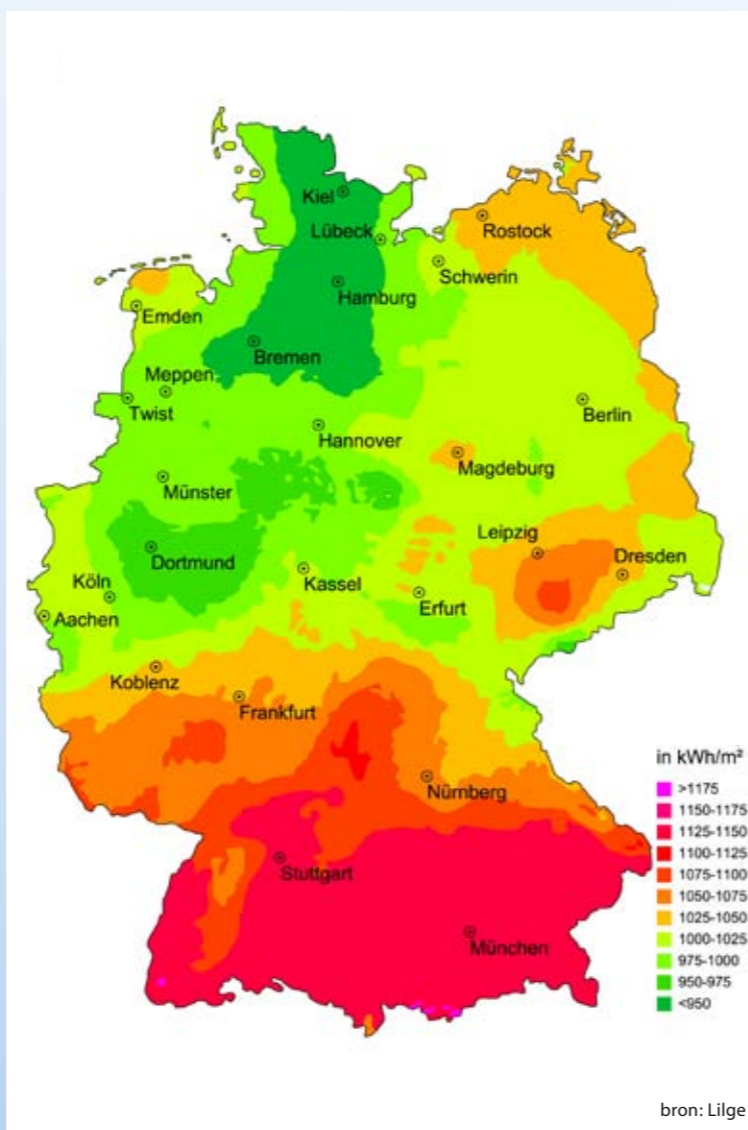 Kiel
Lübeck
Rostock
Schwerin
Hamburg
Emden
Bremen
Meppen
Twist
Berlin
Hannover
Magdeburg
Münster
Leipzig
Dortmund
Dresden
Köln
Kassel
Erfurt
Aachen
Koblenz
Frankfurt
Nürnberg
Stuttgart
München
in kWh/m²
>1175
1150-1175
1125-1150
1100-1125
1075-1100
1050-1075
1025-1050
1000-1025
975-1000
950-975
<950
bron: Lilge